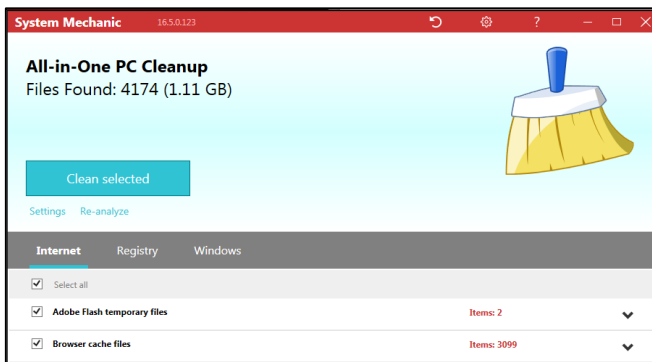 System Mechanic 16.5.0.123 ?
All-in-One PC Cleanup
Files Found: 4174 (1.11 GB)
Clean selected
Settings Re-analyze
Internet Registry Windows
Select all
Adobe Flash temporary files Items: 2
Browser cache files Items: 3099